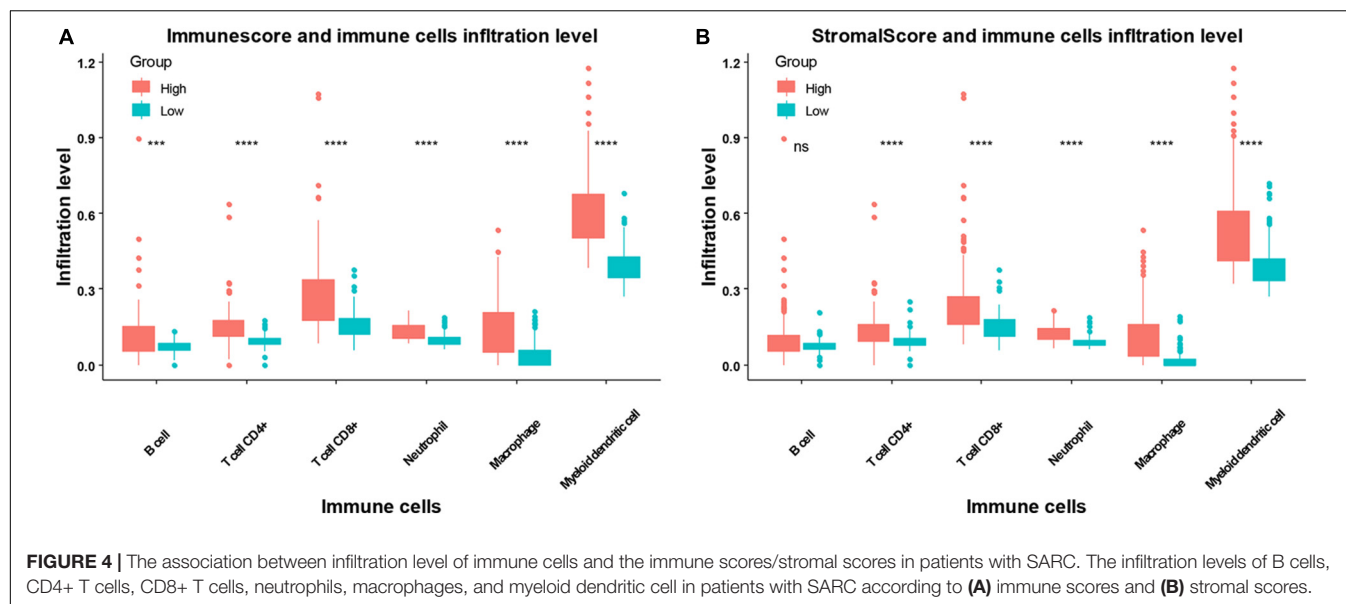 A
Immunescore and immune cells infltration level
Group
High
Low
1.2
0.9
0.6
0.3
0.0
Infiltration level
***
****
****
****
****
****
B cell
T cell CD4+
T cell CD8+
Neutrophil
Macrophage
Myeloid dendritic cell
Immune cells
B
StromalScore and immune cells infltration level
Group
High
Low
1.2
0.9
0.6
0.3
0.0
Infiltration level
ns
****
****
****
****
****
B cell
T cell CD4+
T cell CD8+
Neutrophil
Macrophage
Myeloid dendritic cell
Immune cells
FIGURE 4 | The association between infiltration level of immune cells and the immune scores/stromal scores in patients with SARC. The infiltration levels of B cells,
CD4+ T cells, CD8+ T cells, neutrophils, macrophages, and myeloid dendritic cell in patients with SARC according to (A) immune scores and (B) stromal scores.